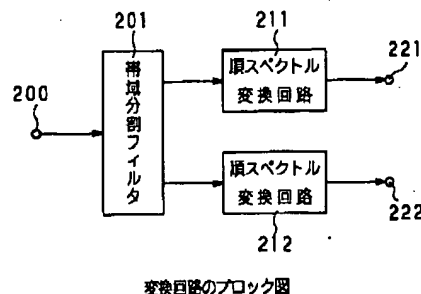 201
211
221
200
帯域分割フィルタ
順スペクトル
変換回路
順スペクトル
変換回路
222
212
変換回路のブロック図